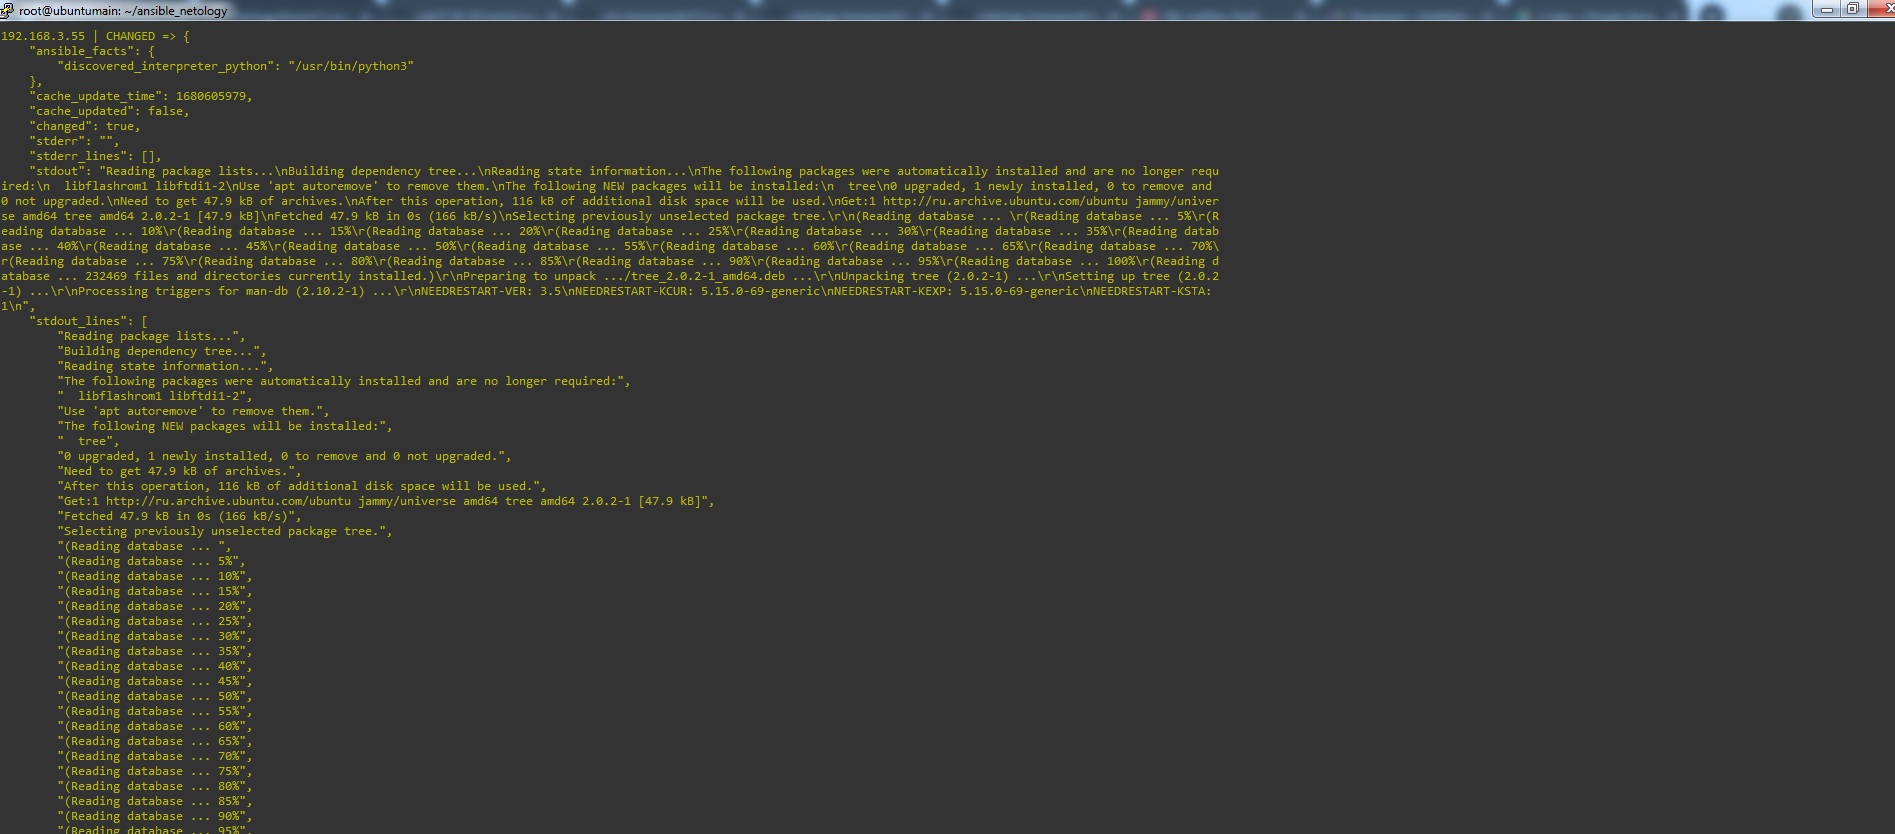 root@ubuntumain: ~/ansible_netology
192.168.3.55 | CHANGED => {
    "ansible_facts": {
        "discovered_interpreter_python": "/usr/bin/python3"
    },
    "cache_update_time": 1680605979,
    "cache_updated": false,
    "changed": true,
    "stderr": "",
    "stderr_lines": [],
    "stdout": "Reading package lists...\nBuilding dependency tree...\nReading state information...\nThe following packages were automatically installed and are no longer requ
ired:\n  libflashrom1 libftdi1-2\nUse 'apt autoremove' to remove them.\nThe following NEW packages will be installed:\n  tree\n0 upgraded, 1 newly installed, 0 to remove and
0 not upgraded.\nNeed to get 47.9 kB of archives.\nAfter this operation, 116 kB of additional disk space will be used.\nGet:1 http://ru.archive.ubuntu.com/ubuntu jammy/univer
se amd64 tree amd64 2.0.2-1 [47.9 kB]\nFetched 47.9 kB in 0s (166 kB/s)\nSelecting previously unselected package tree.\r\n(Reading database ... \r(Reading database ... 5%\r(R
eading database ... 10%\r(Reading database ... 15%\r(Reading database ... 20%\r(Reading database ... 25%\r(Reading database ... 30%\r(Reading database ... 35%\r(Reading datab
ase ... 40%\r(Reading database ... 45%\r(Reading database ... 50%\r(Reading database ... 55%\r(Reading database ... 60%\r(Reading database ... 65%\r(Reading database ... 70%\
r(Reading database ... 75%\r(Reading database ... 80%\r(Reading database ... 85%\r(Reading database ... 90%\r(Reading database ... 95%\r(Reading database ... 100%\r(Reading d
atabase ... 232469 files and directories currently installed.)\r\nPreparing to unpack .../tree_2.0.2-1_amd64.deb ...\r\nUnpacking tree (2.0.2-1) ...\r\nSetting up tree (2.0.2
-1) ...\r\nProcessing triggers for man-db (2.10.2-1) ...\r\nNEEDRESTART-VER: 3.5\nNEEDRESTART-KCUR: 5.15.0-69-generic\nNEEDRESTART-KEXP: 5.15.0-69-generic\nNEEDRESTART-KSTA:
1\n",
    "stdout_lines": [
        "Reading package lists...",
        "Building dependency tree...",
        "Reading state information...",
        "The following packages were automatically installed and are no longer required:",
        "  libflashrom1 libftdi1-2",
        "Use 'apt autoremove' to remove them.",
        "The following NEW packages will be installed:",
        "  tree",
        "0 upgraded, 1 newly installed, 0 to remove and 0 not upgraded.",
        "Need to get 47.9 kB of archives.",
        "After this operation, 116 kB of additional disk space will be used.",
        "Get:1 http://ru.archive.ubuntu.com/ubuntu jammy/universe amd64 tree amd64 2.0.2-1 [47.9 kB]",
        "Fetched 47.9 kB in 0s (166 kB/s)",
        "Selecting previously unselected package tree.",
        "(Reading database ... ",
        "(Reading database ... 5%",
        "(Reading database ... 10%",
        "(Reading database ... 15%",
        "(Reading database ... 20%",
        "(Reading database ... 25%",
        "(Reading database ... 30%",
        "(Reading database ... 35%",
        "(Reading database ... 40%",
        "(Reading database ... 45%",
        "(Reading database ... 50%",
        "(Reading database ... 55%",
        "(Reading database ... 60%",
        "(Reading database ... 65%",
        "(Reading database ... 70%",
        "(Reading database ... 75%",
        "(Reading database ... 80%",
        "(Reading database ... 85%",
        "(Reading database ... 90%",
        "(Reading database ... 95%",